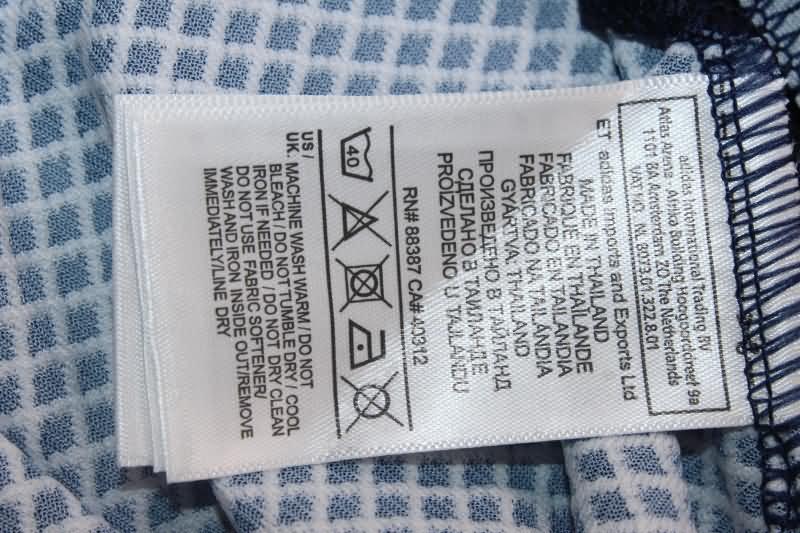 adidas International Trading BV
Atlas Arena - Afrika Building Hoogoorddreef 9a
1101 BA Amsterdam ZO The Netherlands
VAT NO. NL 8073.01.322.B.01
ET adidas Imports and Exports Ltd
MADE IN THAILAND
FABRIQUE EN THAÏLANDE
FABRICADO EN TAILANDIA
FABRICADO NA TAILÂNDIA
GYÁRTVA, THAILAND
ПРОИЗВЕДЕНО В ТАЙЛАНД
СДЕЛАНО В ТАИЛАНДЕ
PROIZVEDENO U TAJLANDU
RN# 88387 CA# 40312
40
US /
UK. MACHINE WASH WARM / DO NOT
BLEACH / DO NOT TUMBLE DRY / COOL
IRON IF NEEDED / DO NOT DRY CLEAN
DO NOT USE FABRIC SOFTENER/
WASH AND IRON INSIDE OUT/REMOVE
IMMEDIATELY/LINE DRY